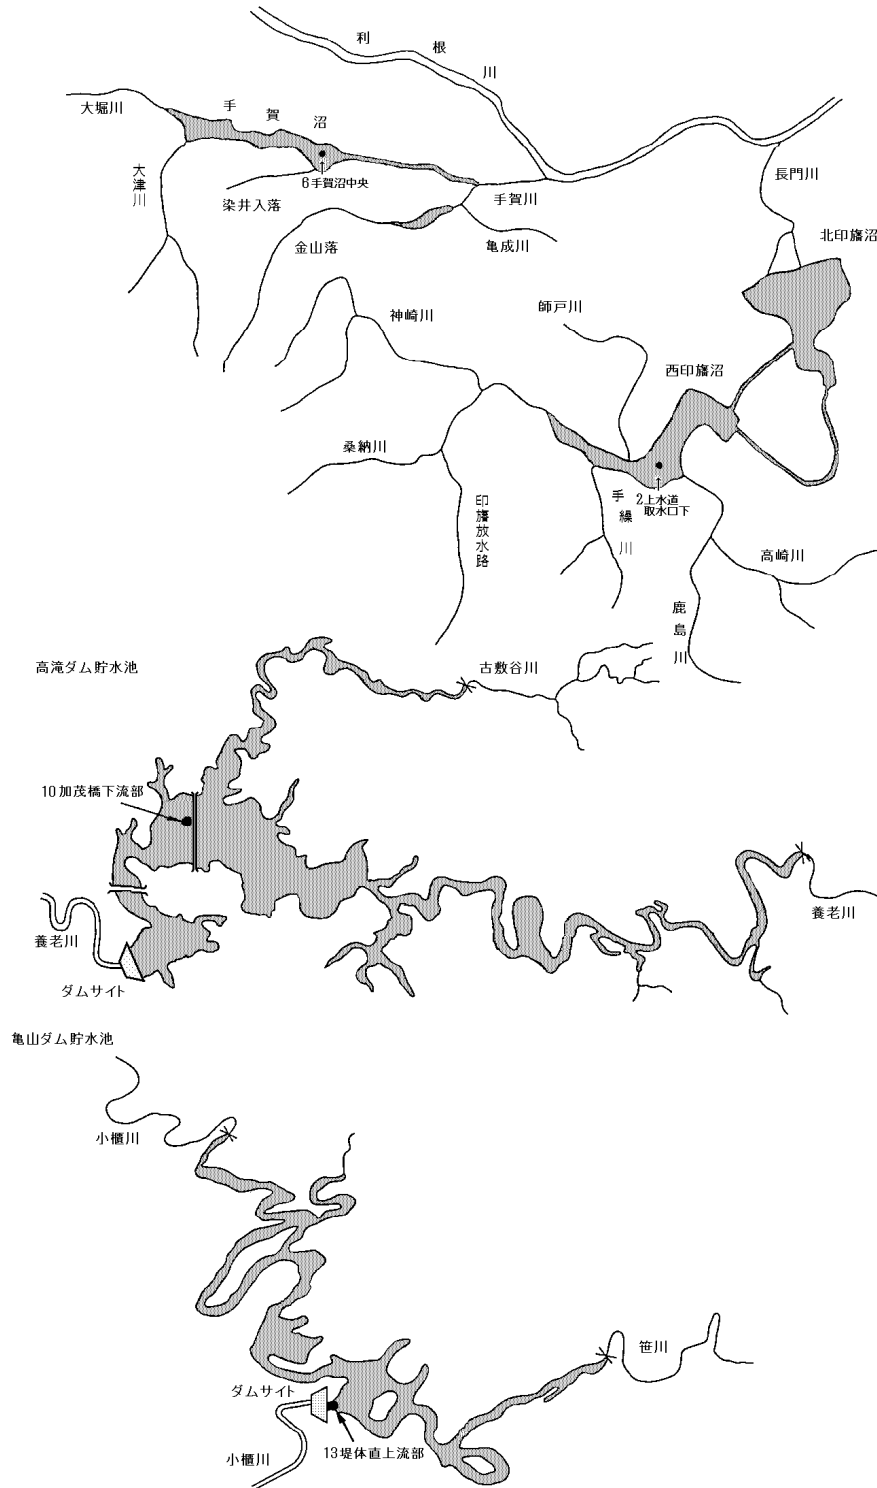 利根川
大堀川
手賀沼
大津川
6手賀沼中央
染井入落
手賀川
長門川
金山落
亀成川
北印旛沼
神崎川
師戸川
西印旛沼
桑納川
印旛放水路
手繰川
2上水道
取水口下
高崎川
鹿島川
高滝ダム貯水池
古敷谷川
10加茂橋下流部
養老川
養老川
ダムサイト
亀山ダム貯水池
小櫃川
笹川
ダムサイト
13堤体直上流部
小櫃川